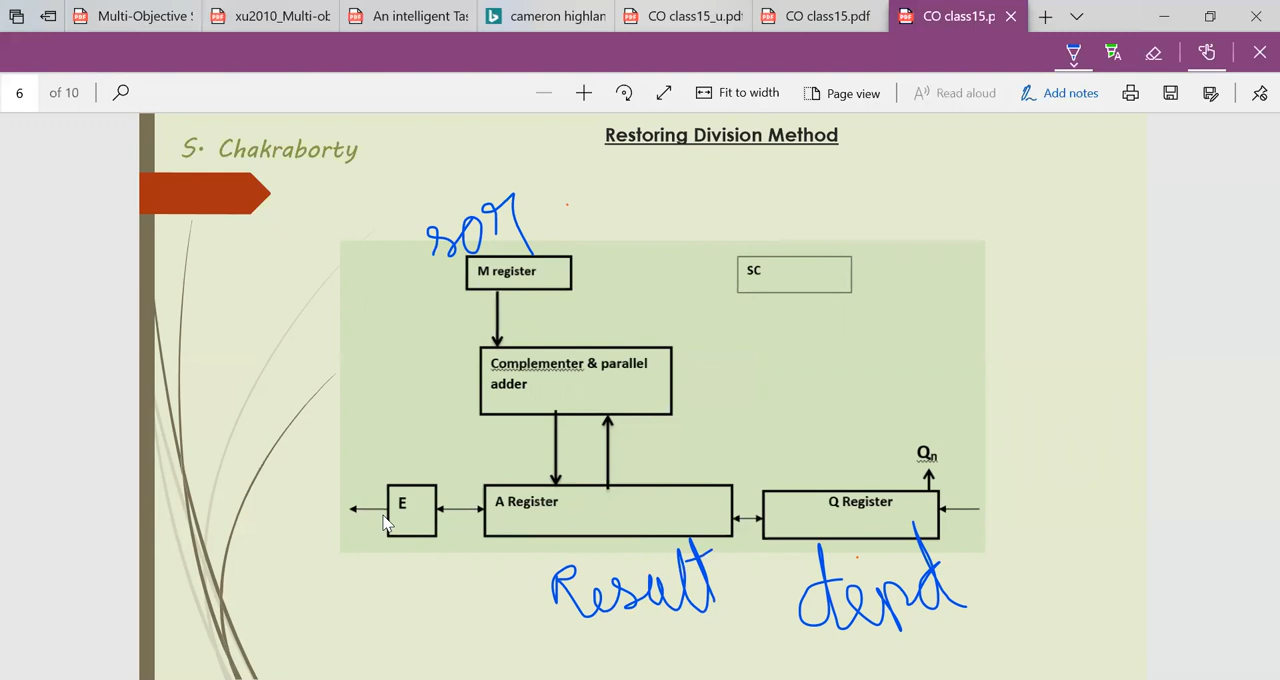 Multi-Objective S
xu2010_Multi-ob
An intelligent Tas
cameron highlan
CO class15_u.pdf
CO class15.pdf
CO class15.p
6 of 10
Fit to width
Page view
Read aloud
Add notes
Restoring Division Method
S. Chakraborty
M register
SC
Complementer & parallel
adder
Qn
E
A Register
Q Register
Result